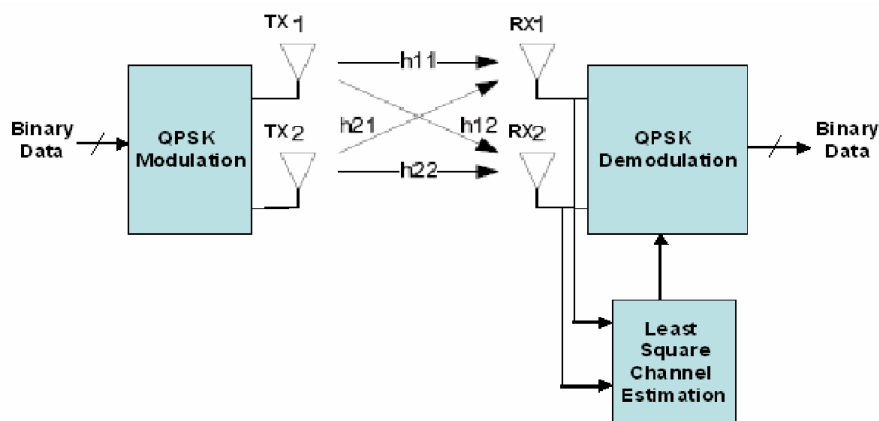 TX 1
RX1
h11
Binary
Data
QPSK
Modulation
TX 2
h21
h12
RX2
h22
QPSK
Demodulation
Binary
Data
Least
Square
Channel
Estimation